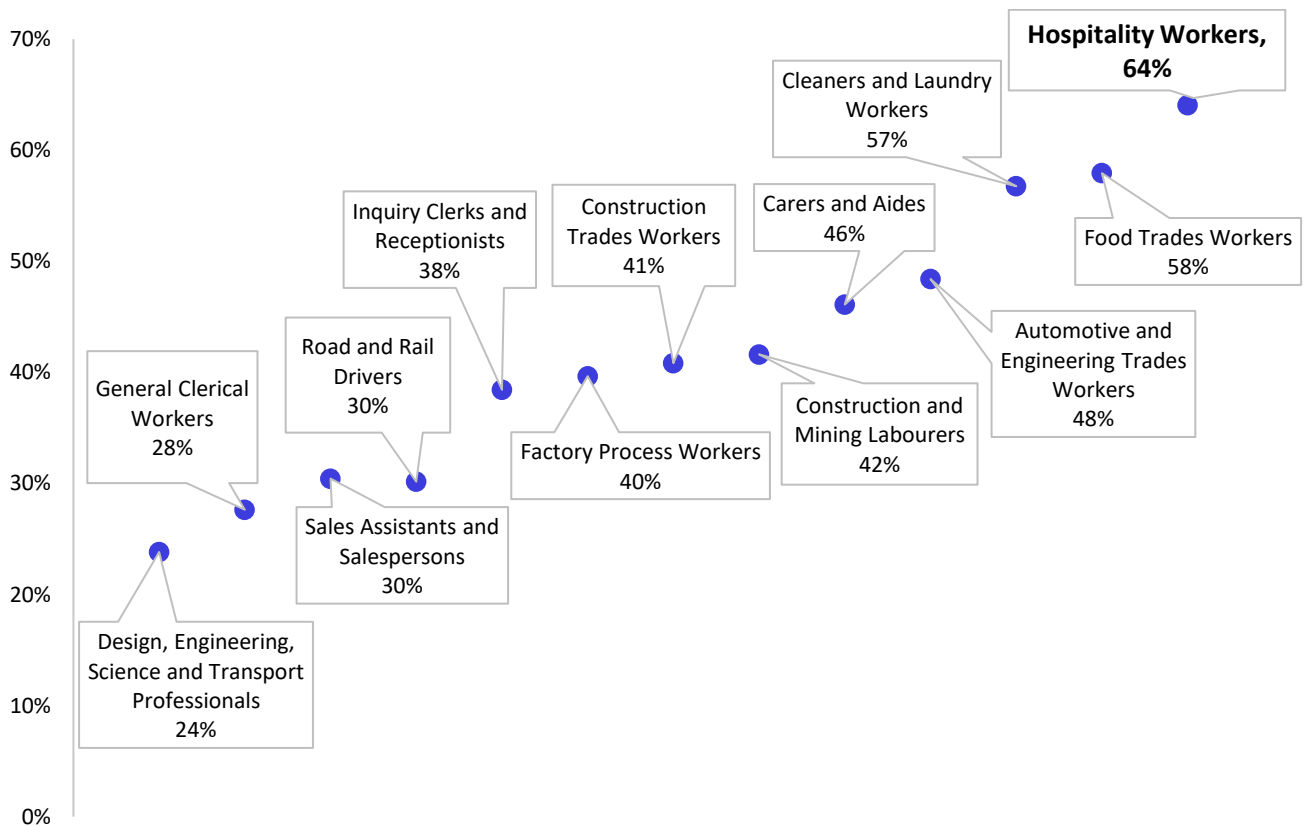 70%
60%
50%
40%
30%
20%
10%
0%
Design, Engineering,
Science and Transport
Professionals
24%
General Clerical
Workers
28%
Sales Assistants and
Salespersons
30%
Road and Rail
Drivers
30%
Inquiry Clerks and
Receptionists
38%
Factory Process Workers
40%
Construction
Trades Workers
41%
Construction and
Mining Labourers
42%
Carers and Aides
46%
Automotive and
Engineering Trades
Workers
48%
Cleaners and Laundry
Workers
57%
Food Trades Workers
58%
Hospitality Workers,
64%